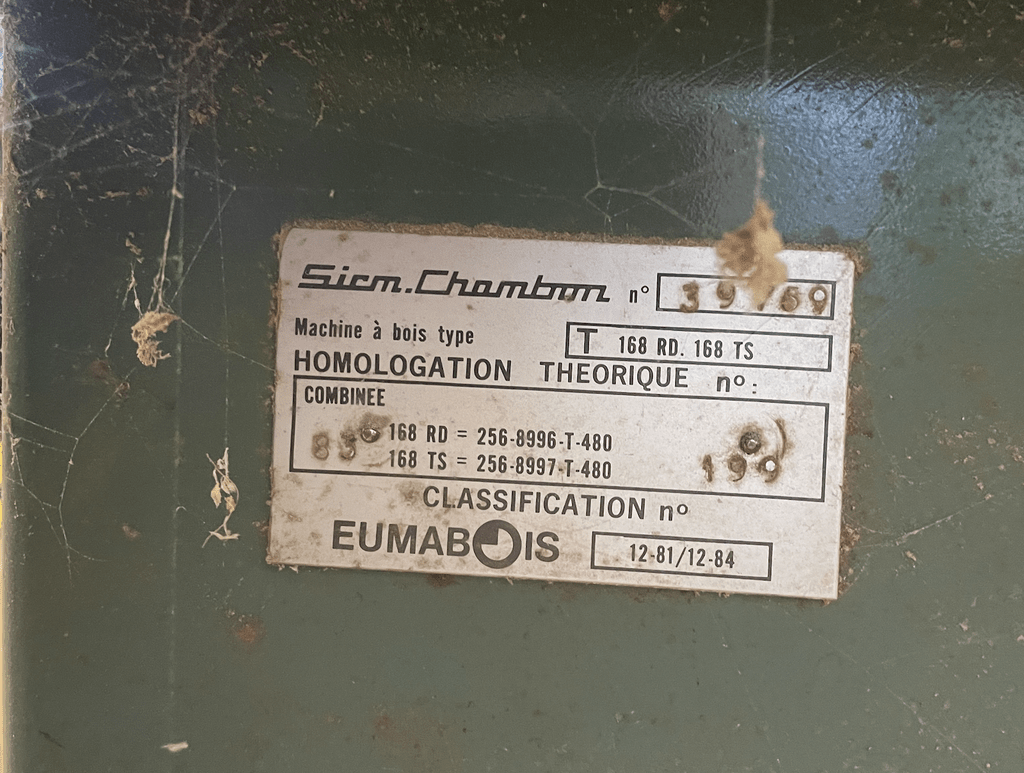 Sicm.Chambon n°
Machine à bois type T 168 RD. 168 TS
HOMOLOGATION THEORIQUE n°:
COMBINEE
168 RD = 256-8996-T-480
168 TS = 256-8997-T-480
199
CLASSIFICATION n°
EUMABOIS 12-81/12-84